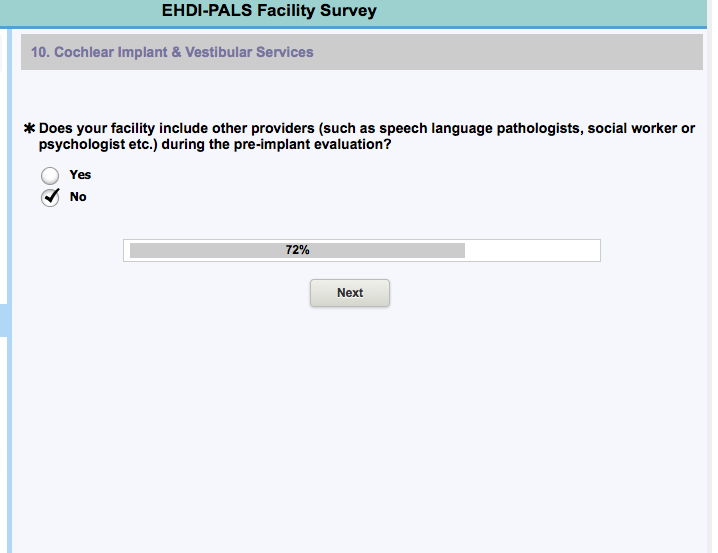 EHDI-PALS Facility Survey
10. Cochlear Implant & Vestibular Services
✱ Does your facility include other providers (such as speech language pathologists, social worker or
psychologist etc.) during the pre-implant evaluation?
Yes
No
72%
Next